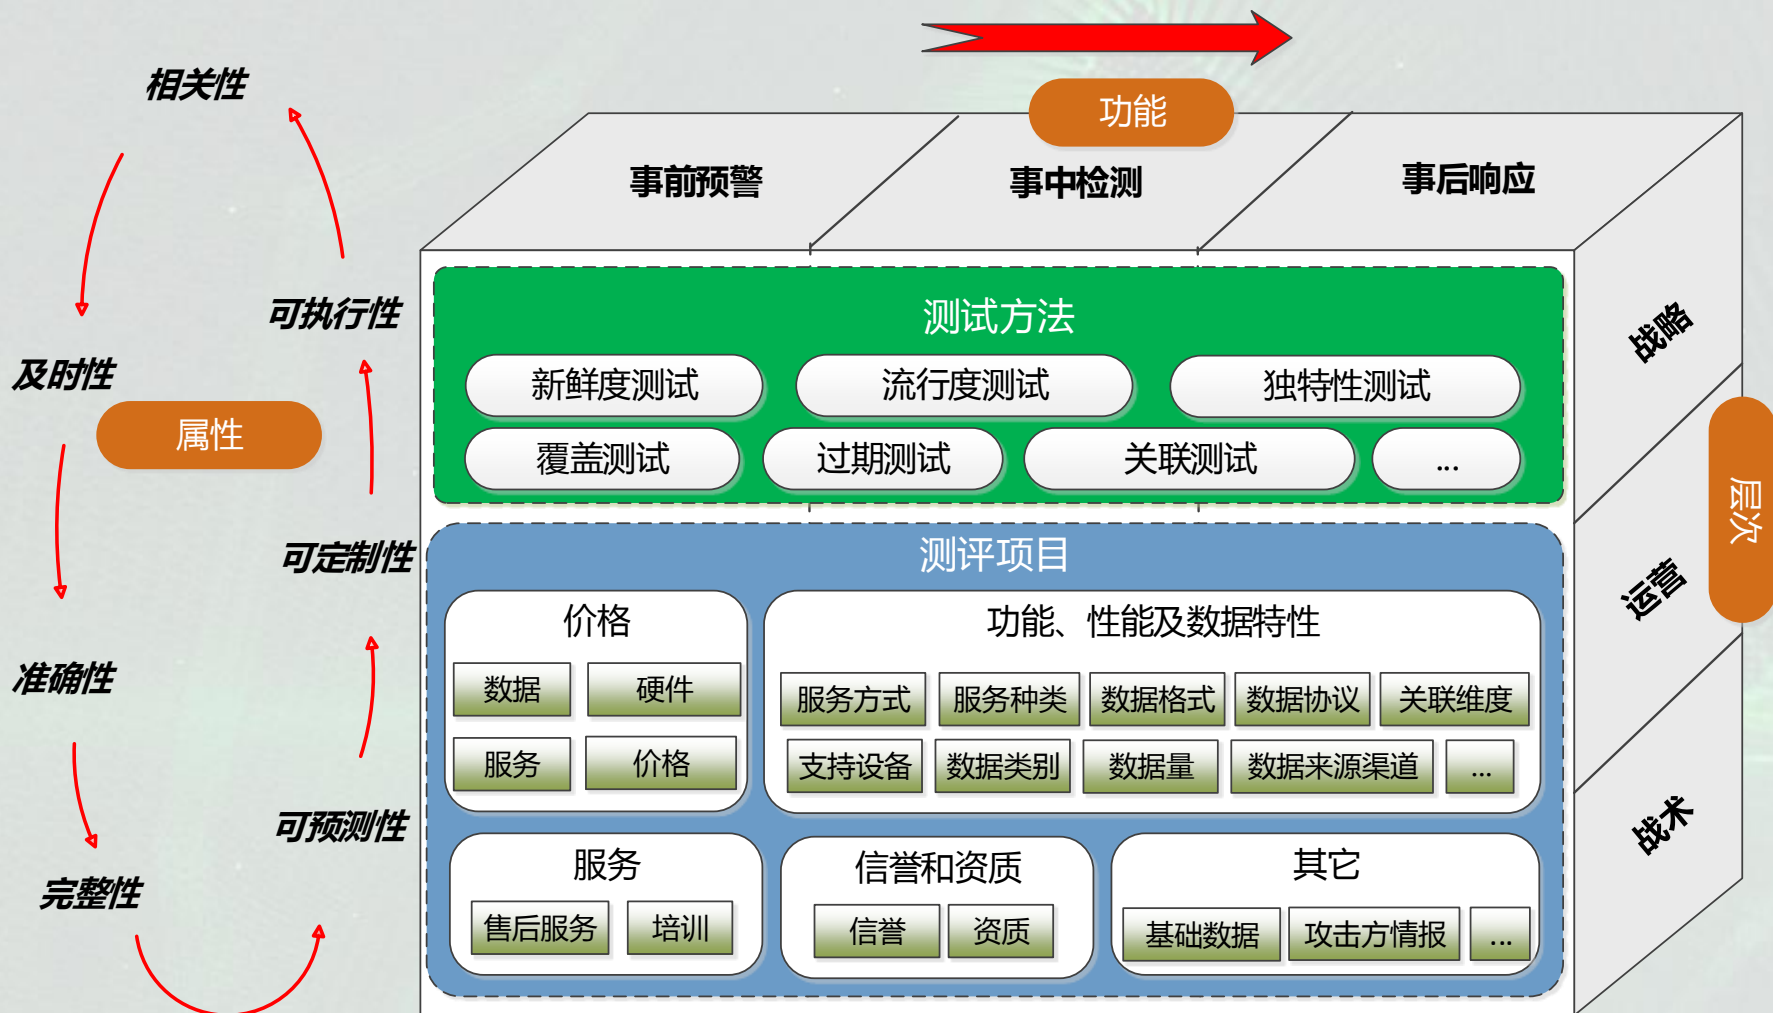 功能
事前预警
事中检测
事后响应
相关性
及时性
准确性
完整性
可预测性
可定制性
可执行性
属性
测试方法
新鲜度测试
流行度测试
独特性测试
覆盖测试
过期测试
关联测试
...
测评项目
价格
数据
硬件
服务
价格
功能、性能及数据特性
服务方式
服务种类
数据格式
数据协议
关联维度
支持设备
数据类别
数据量
数据来源渠道
...
服务
售后服务
培训
信誉和资质
信誉
资质
其它
基础数据
攻击方情报
...
战略
运营
战术
层次